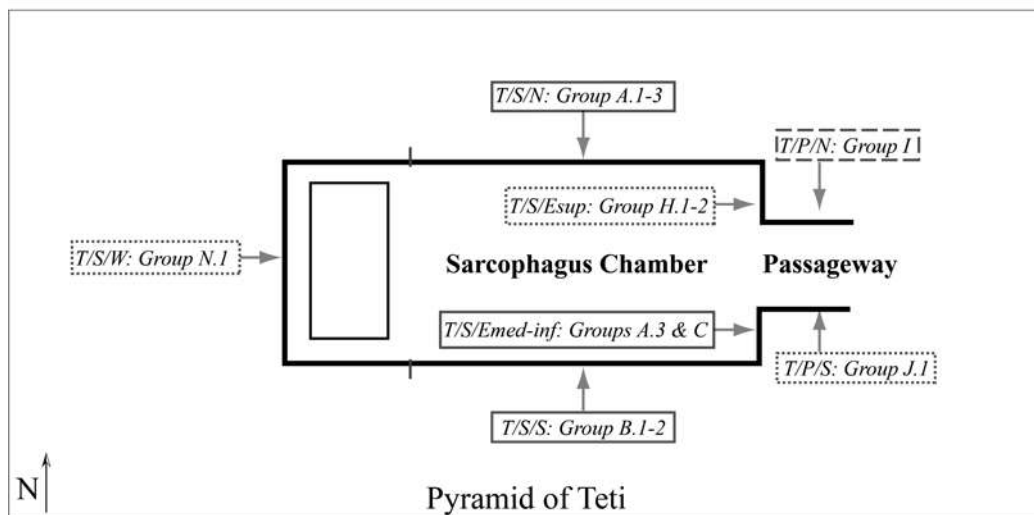 T/S/N: Group A.1-3
T/P/N: Group I
T/S/Esup: Group H.1-2
T/S/W: Group N.1
Sarcophagus Chamber
Passageway
T/S/Emed-inf: Groups A.3 & C
T/P/S: Group J.1
T/S/S: Group B.1-2
N
Pyramid of Teti